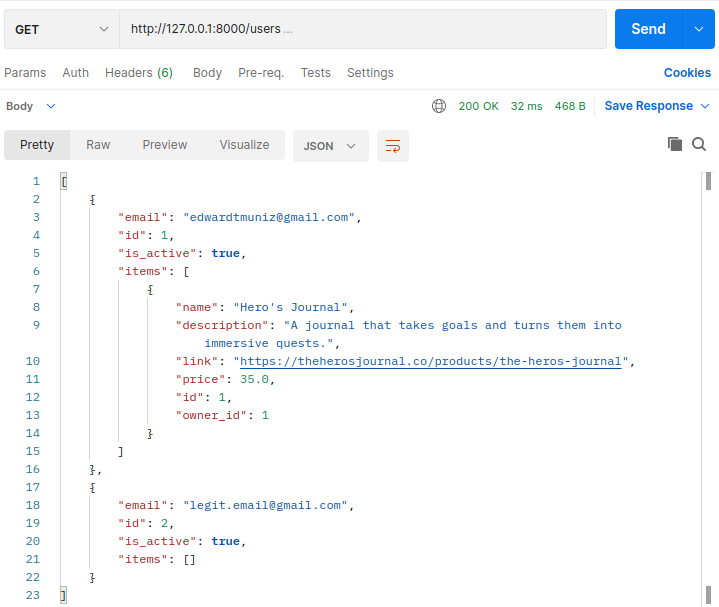 GET http://127.0.0.1:8000/users ... Send
Params Auth Headers (6) Body Pre-req. Tests Settings Cookies
Body 200 OK 32 ms 468 B Save Response
Pretty Raw Preview Visualize JSON
1 [
2 {
3 "email": "edwardtmuniz@gmail.com",
4 "id": 1,
5 "is_active": true,
6 "items": [
7 {
8 "name": "Hero's Journal",
9 "description": "A journal that takes goals and turns them into
immersive quests.",
10 "link": "https://theherosjournal.co/products/the-heros-journal",
11 "price": 35.0,
12 "id": 1,
13 "owner_id": 1
14 }
15 ]
16 },
17 {
18 "email": "legit.email@gmail.com",
19 "id": 2,
20 "is_active": true,
21 "items": []
22 }
23 ]